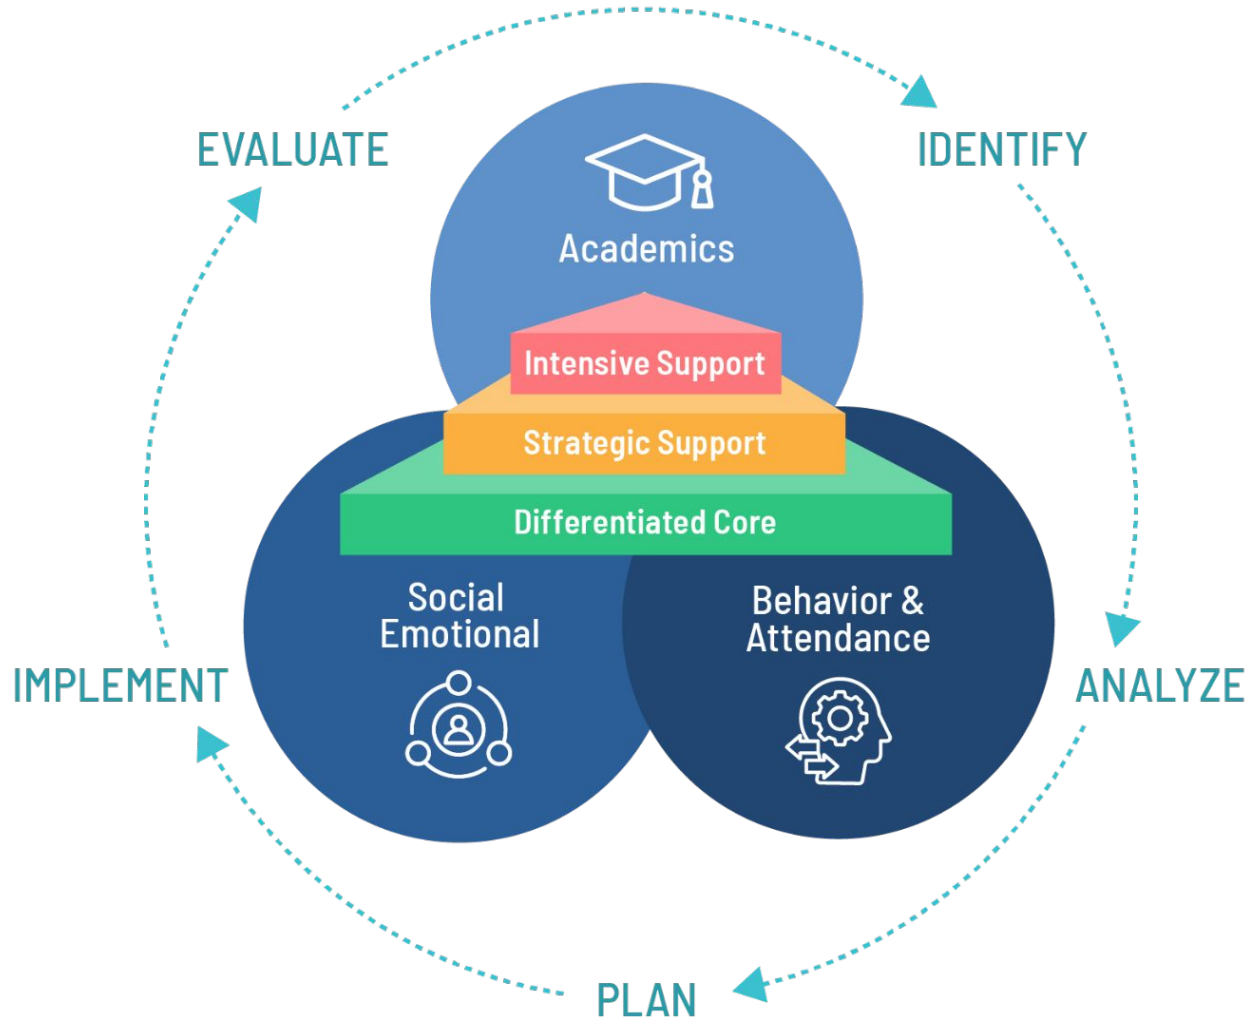 EVALUATE
IDENTIFY
Academics
Intensive Support
Strategic Support
Differentiated Core
Social
Emotional
Behavior &
Attendance
IMPLEMENT
ANALYZE
PLAN